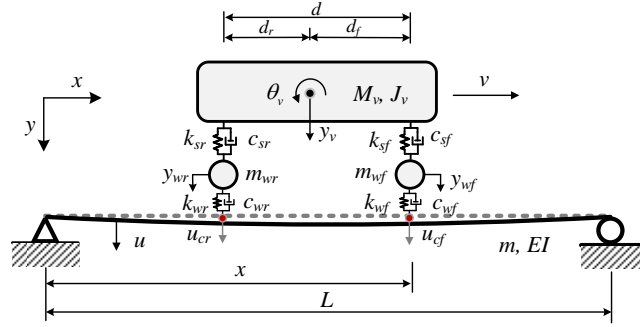 d
d_r d_f
x
θ_v M_v, J_v v
y
y_v
k_sr c_sr k_sf c_sf
y_wr m_wr m_wf y_wf
k_wr c_wr k_wf c_wf
u u_cr u_cf m, EI
x
L